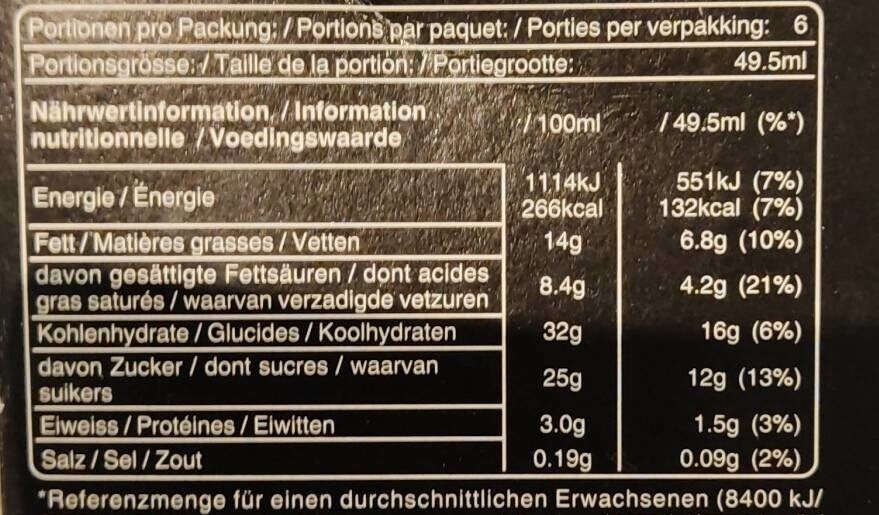 Portionen pro Packung: / Portions par paquet: / Porties per verpakking: 6
Portionsgrösse: / Taille de la portion: / Portiegrootte: 49.5ml
Nährwertinformation / Information
nutritionnelle / Voedingswaarde
/ 100ml / 49.5ml (%*)
Energie / Énergie
1114kJ 551kJ (7%)
266kcal 132kcal (7%)
Fett / Matières grasses / Vetten 14g 6.8g (10%)
davon gesättigte Fettsäuren / dont acides
gras saturés / waarvan verzadigde vetzuren
8.4g 4.2g (21%)
Kohlenhydrate / Glucides / Koolhydraten 32g 16g (6%)
davon Zucker / dont sucres / waarvan
suikers
25g 12g (13%)
Eiweiss / Protéines / Eiwitten 3.0g 1.5g (3%)
Salz / Sel / Zout 0.19g 0.09g (2%)
*Referenzmenge für einen durchschnittlichen Erwachsenen (8400 kJ/